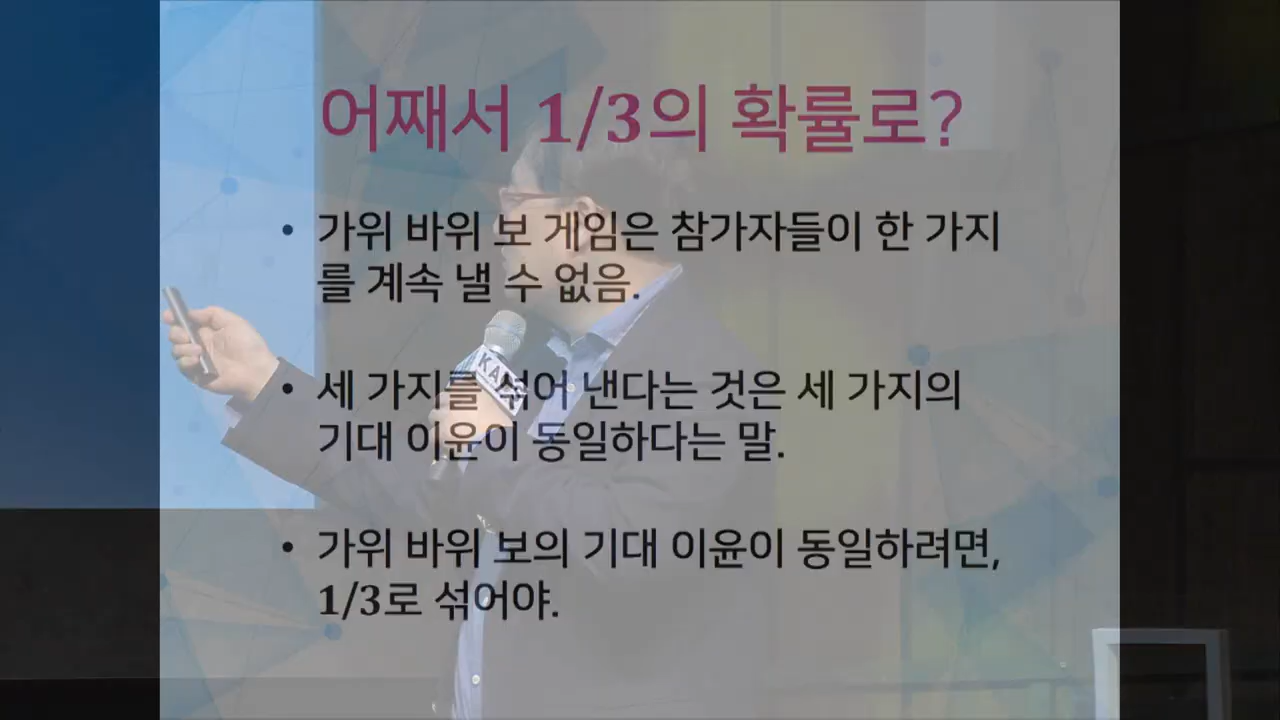 어째서 1/3의 확률로?
• 가위 바위 보 게임은 참가자들이 한 가지
를 계속 낼 수 없음.
• 세 가지를 섞어 낸다는 것은 세 가지의
기대 이윤이 동일하다는 말.
• 가위 바위 보의 기대 이윤이 동일하려면,
1/3로 섞어야.